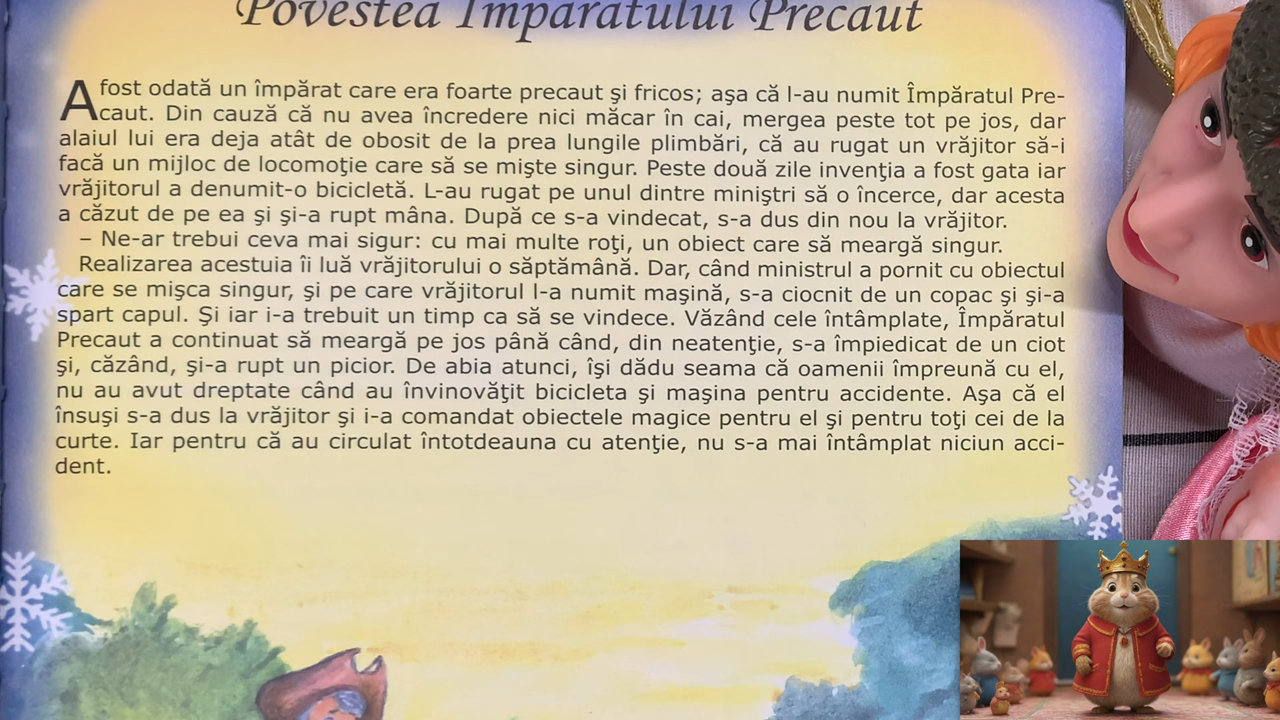 Povestea Împăratului Precaut
A fost odată un împărat care era foarte precaut şi fricos; aşa că l-au numit Împăratul Pre-
caut. Din cauză că nu avea încredere nici măcar în cai, mergea peste tot pe jos, dar
alaiul lui era deja atât de obosit de la prea lungile plimbări, că au rugat un vrăjitor să-i
facă un mijloc de locomoţie care să se mişte singur. Peste două zile invenţia a fost gata iar
vrăjitorul a denumit-o bicicletă. L-au rugat pe unul dintre miniştri să o încerce, dar acesta
a căzut de pe ea şi şi-a rupt mâna. După ce s-a vindecat, s-a dus din nou la vrăjitor.
– Ne-ar trebui ceva mai sigur: cu mai multe roţi, un obiect care să meargă singur.
Realizarea acestuia îi luă vrăjitorului o săptămână. Dar, când ministrul a pornit cu obiectul
care se mişca singur, şi pe care vrăjitorul l-a numit maşină, s-a ciocnit de un copac şi şi-a
spart capul. Şi iar i-a trebuit un timp ca să se vindece. Văzând cele întâmplate, Împăratul
Precaut a continuat să meargă pe jos până când, din neatenţie, s-a împiedicat de un ciot
şi, căzând, şi-a rupt un picior. De abia atunci, îşi dădu seama că oamenii împreună cu el,
nu au avut dreptate când au învinovăţit bicicleta şi maşina pentru accidente. Aşa că el
însuşi s-a dus la vrăjitor şi i-a comandat obiectele magice pentru el şi pentru toţi cei de la
curte. Iar pentru că au circulat întotdeauna cu atenţie, nu s-a mai întâmplat niciun acci-
dent.